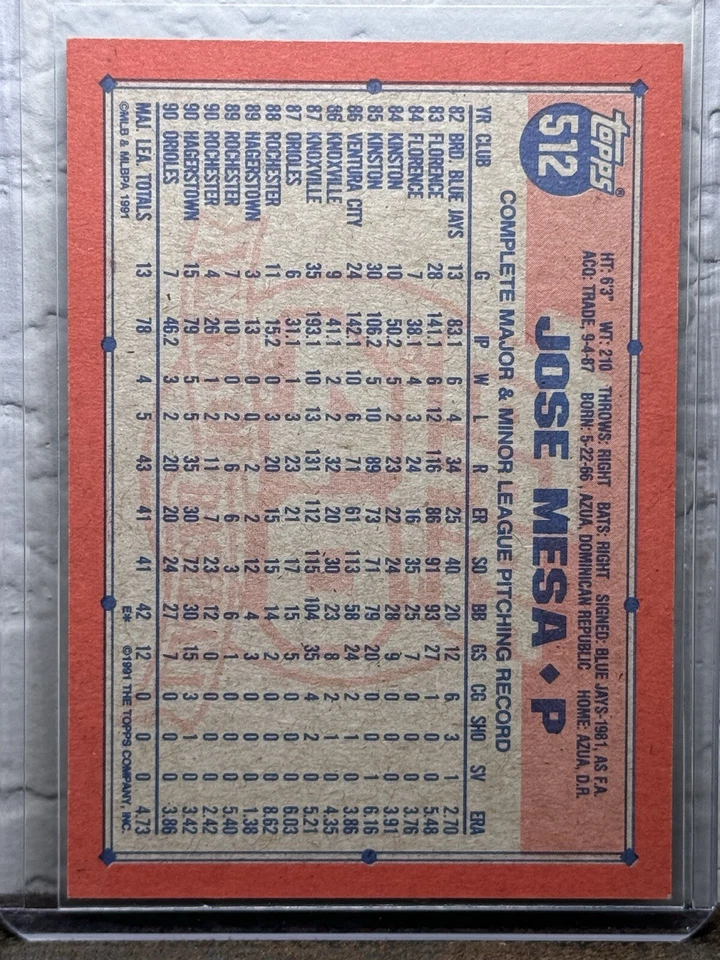 topps®
512
HT: 6'3" WT: 210 THROWS: RIGHT BATS: RIGHT SIGNED: BLUE JAYS-1981, AS F.A.
ACQ: TRADE, 9-4-87 BORN: 5-22-66 AZUA, DOMINICAN REPUBLIC HOME: AZUA, D.R.
JOSE MESA ♦ P
COMPLETE MAJOR & MINOR LEAGUE PITCHING RECORD
YR CLUB G IP W L R ER SO BB GS CG SHO SV ERA
82 BRD. BLUE JAYS 13 83.1 6 4 34 25 40 20 12 6 3 1 2.70
83 FLORENCE 28 141.1 6 12 116 86 91 93 27 1 0 0 5.48
84 FLORENCE 7 38.1 4 3 24 16 35 25 7 0 0 0 3.76
84 KINSTON 10 50.2 5 2 23 22 24 28 9 0 0 0 3.91
85 KINSTON 30 106.2 5 10 89 73 71 79 20 0 0 1 6.16
86 VENTURA CITY 24 142.1 10 6 71 61 113 58 24 2 1 0 3.86
86 KNOXVILLE 9 41.1 2 2 32 20 30 23 8 2 1 0 4.35
87 KNOXVILLE 35 193.1 10 13 131 112 115 104 35 4 2 0 5.21
87 ORIOLES 6 31.1 1 3 23 21 17 15 5 0 0 0 6.03
88 ROCHESTER 11 15.2 0 3 20 15 15 14 2 0 0 0 8.62
89 HAGERSTOWN 3 13 0 0 2 2 12 4 3 0 0 0 1.38
89 ROCHESTER 7 10 0 2 6 6 3 6 1 0 0 0 5.40
90 ROCHESTER 4 26 1 2 11 7 23 12 0 0 0 0 2.42
90 HAGERSTOWN 15 79 5 5 35 30 72 30 15 3 1 0 3.42
90 ORIOLES 7 46.2 3 2 20 20 24 27 7 0 0 0 3.86
MAJ. LEA. TOTALS 13 78 4 5 43 41 41 42 12 0 0 0 4.73
©MLB & MLBPA 1991 E* ©1991 THE TOPPS COMPANY, INC.